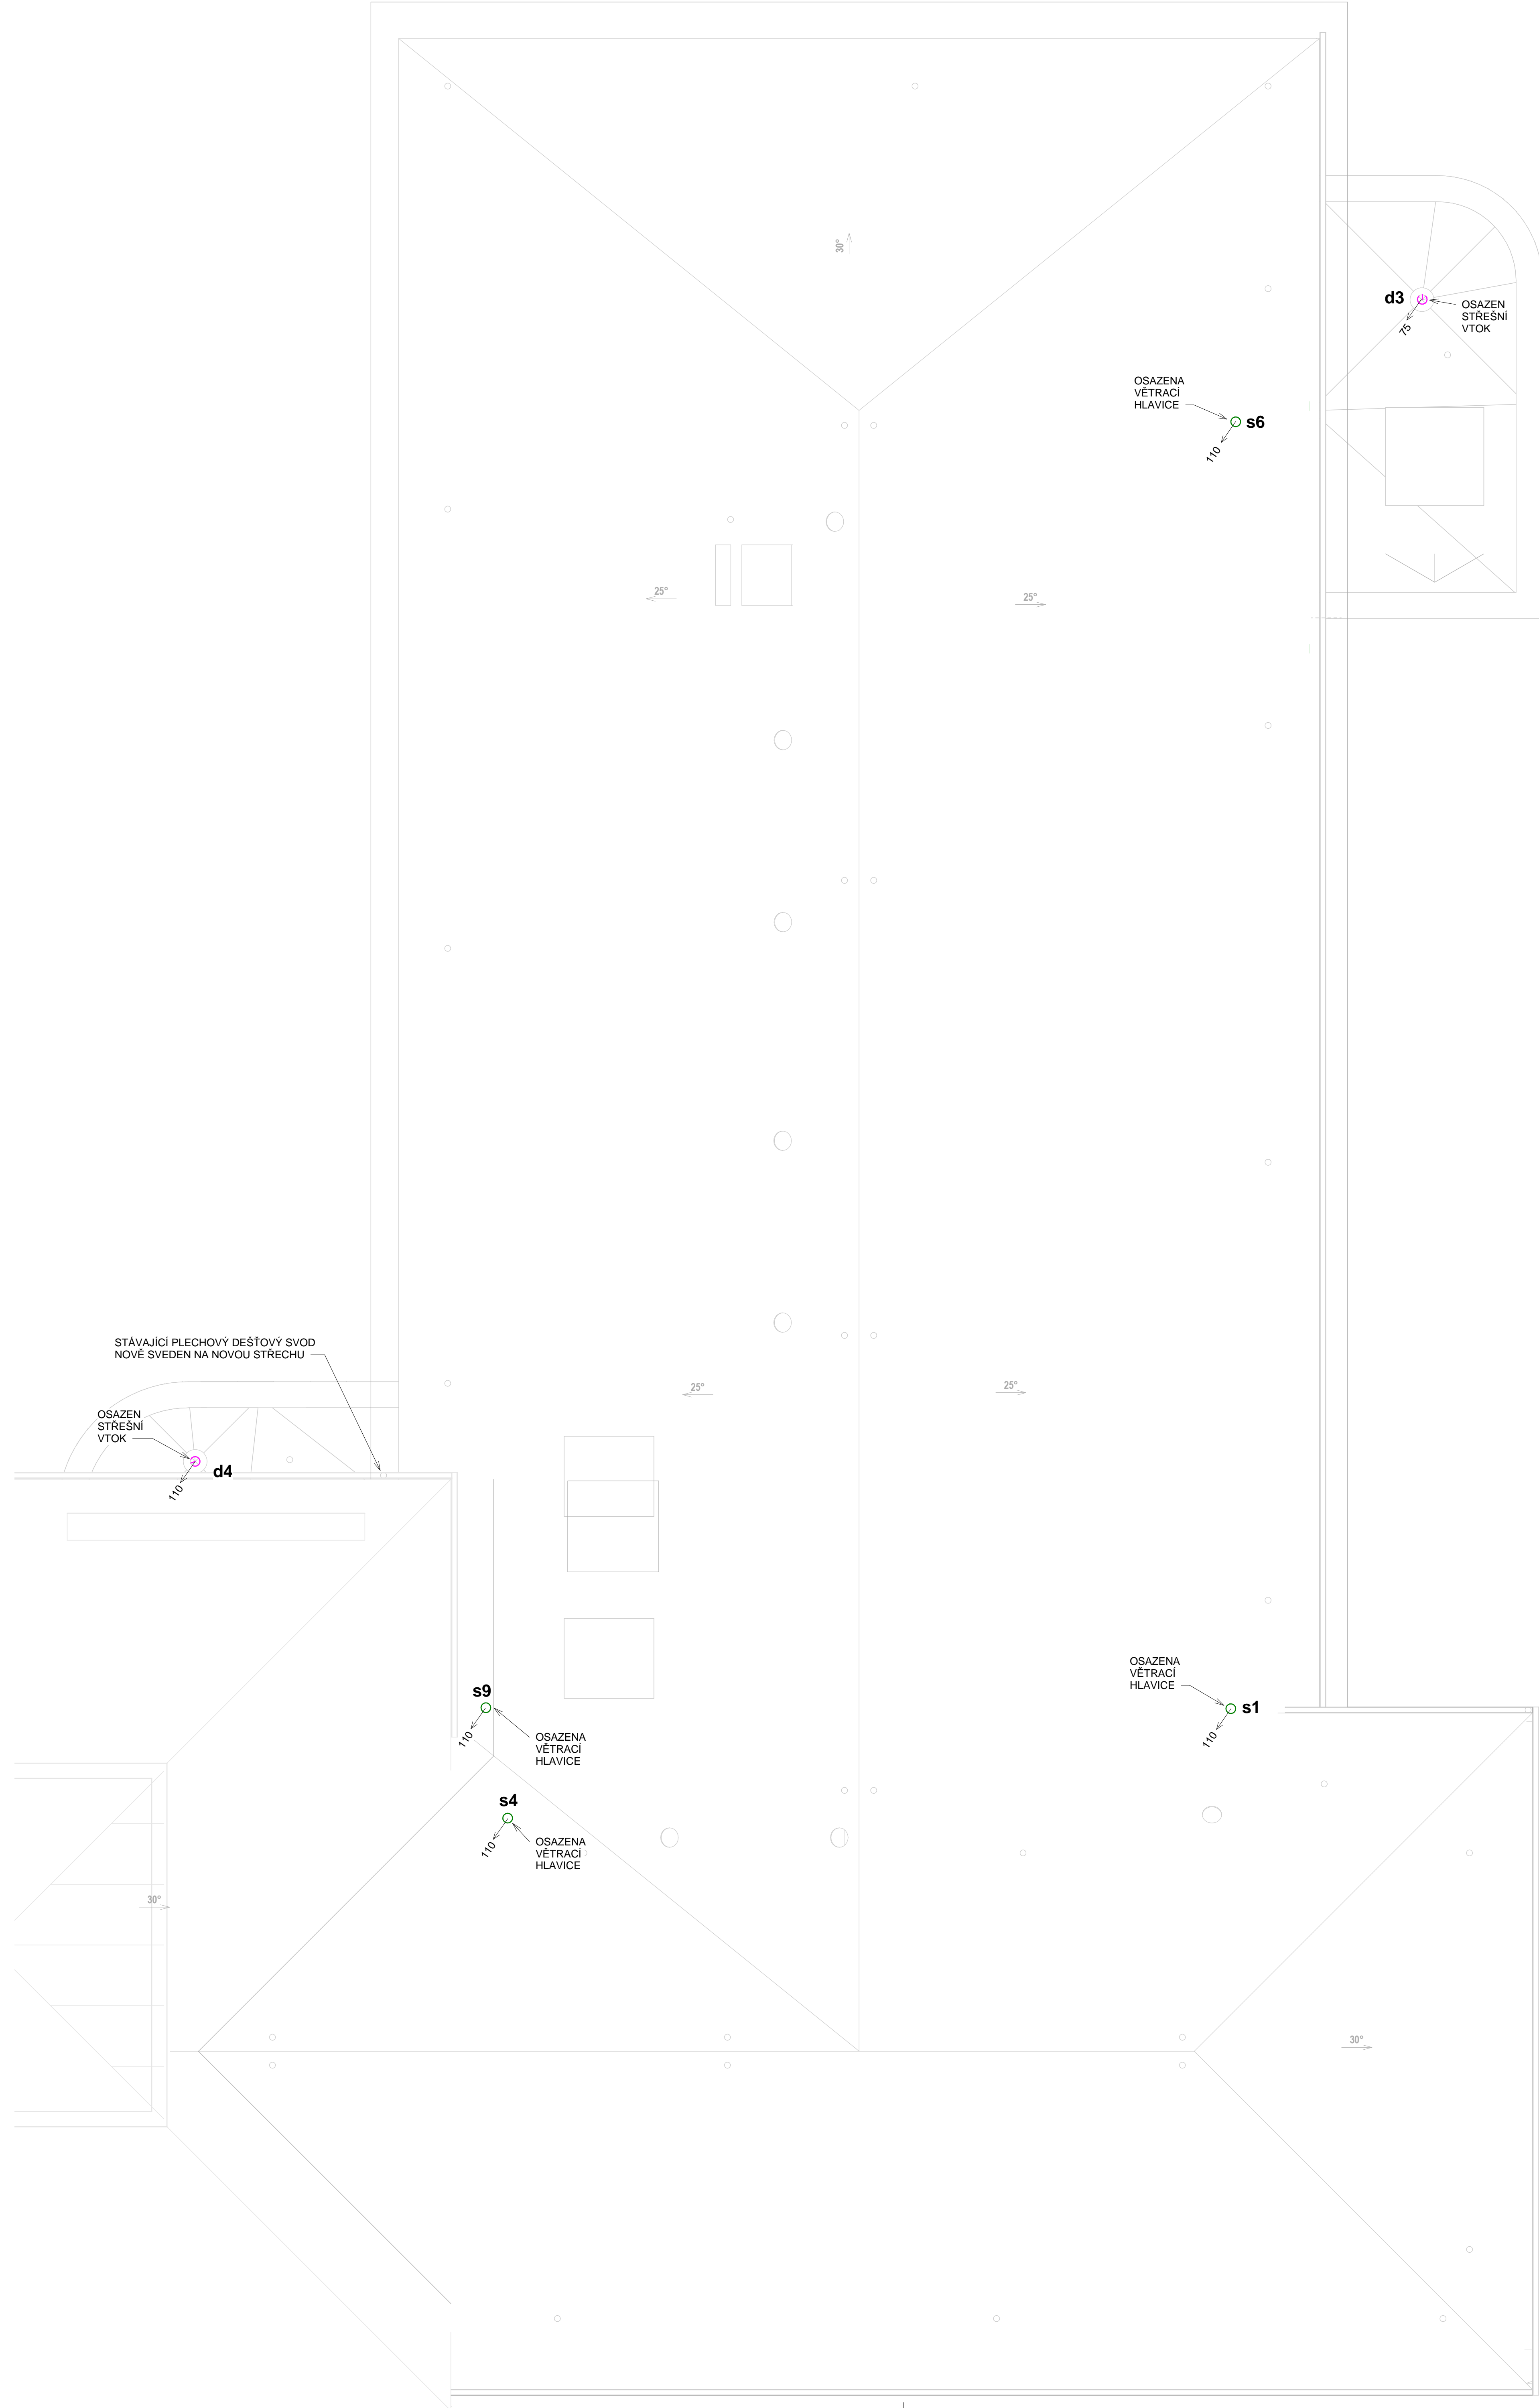 30°
d3
OSAZEN
STŘEŠNÍ
VTOK
75
OSAZENA
VĚTRACÍ
HLAVICE
s6
110
25°
25°
STÁVAJÍCÍ PLECHOVÝ DEŠŤOVÝ SVOD
NOVĚ SVEDEN NA NOVOU STŘECHU
25°
25°
OSAZEN
STŘEŠNÍ
VTOK
d4
110
OSAZENA
VĚTRACÍ
HLAVICE
s1
110
s9
110
OSAZENA
VĚTRACÍ
HLAVICE
s4
110
OSAZENA
VĚTRACÍ
HLAVICE
30°
30°